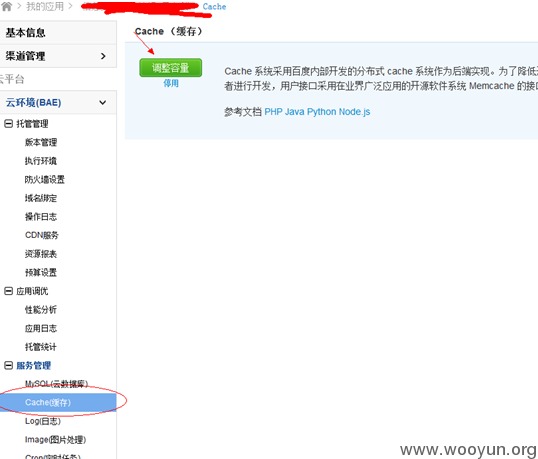 我的应用
Cache
基本信息
渠道管理
云平台
云环境(BAE)
托管管理
版本管理
执行环境
防火墙设置
域名绑定
操作日志
CDN服务
资源报表
预算设置
应用调优
性能分析
应用日志
托管统计
服务管理
MySQL(云数据库)
Cache(缓存)
Log(日志)
Image(图片处理)
Cron(定时任务)
Cache（缓存）
调整容量
停用
Cache 系统采用百度内部开发的分布式 cache 系统作为后端实现。为了降低
者进行开发，用户接口采用在业界广泛应用的开源软件系统 Memcache 的接口
参考文档 PHP Java Python Node.js
www.wooyun.org